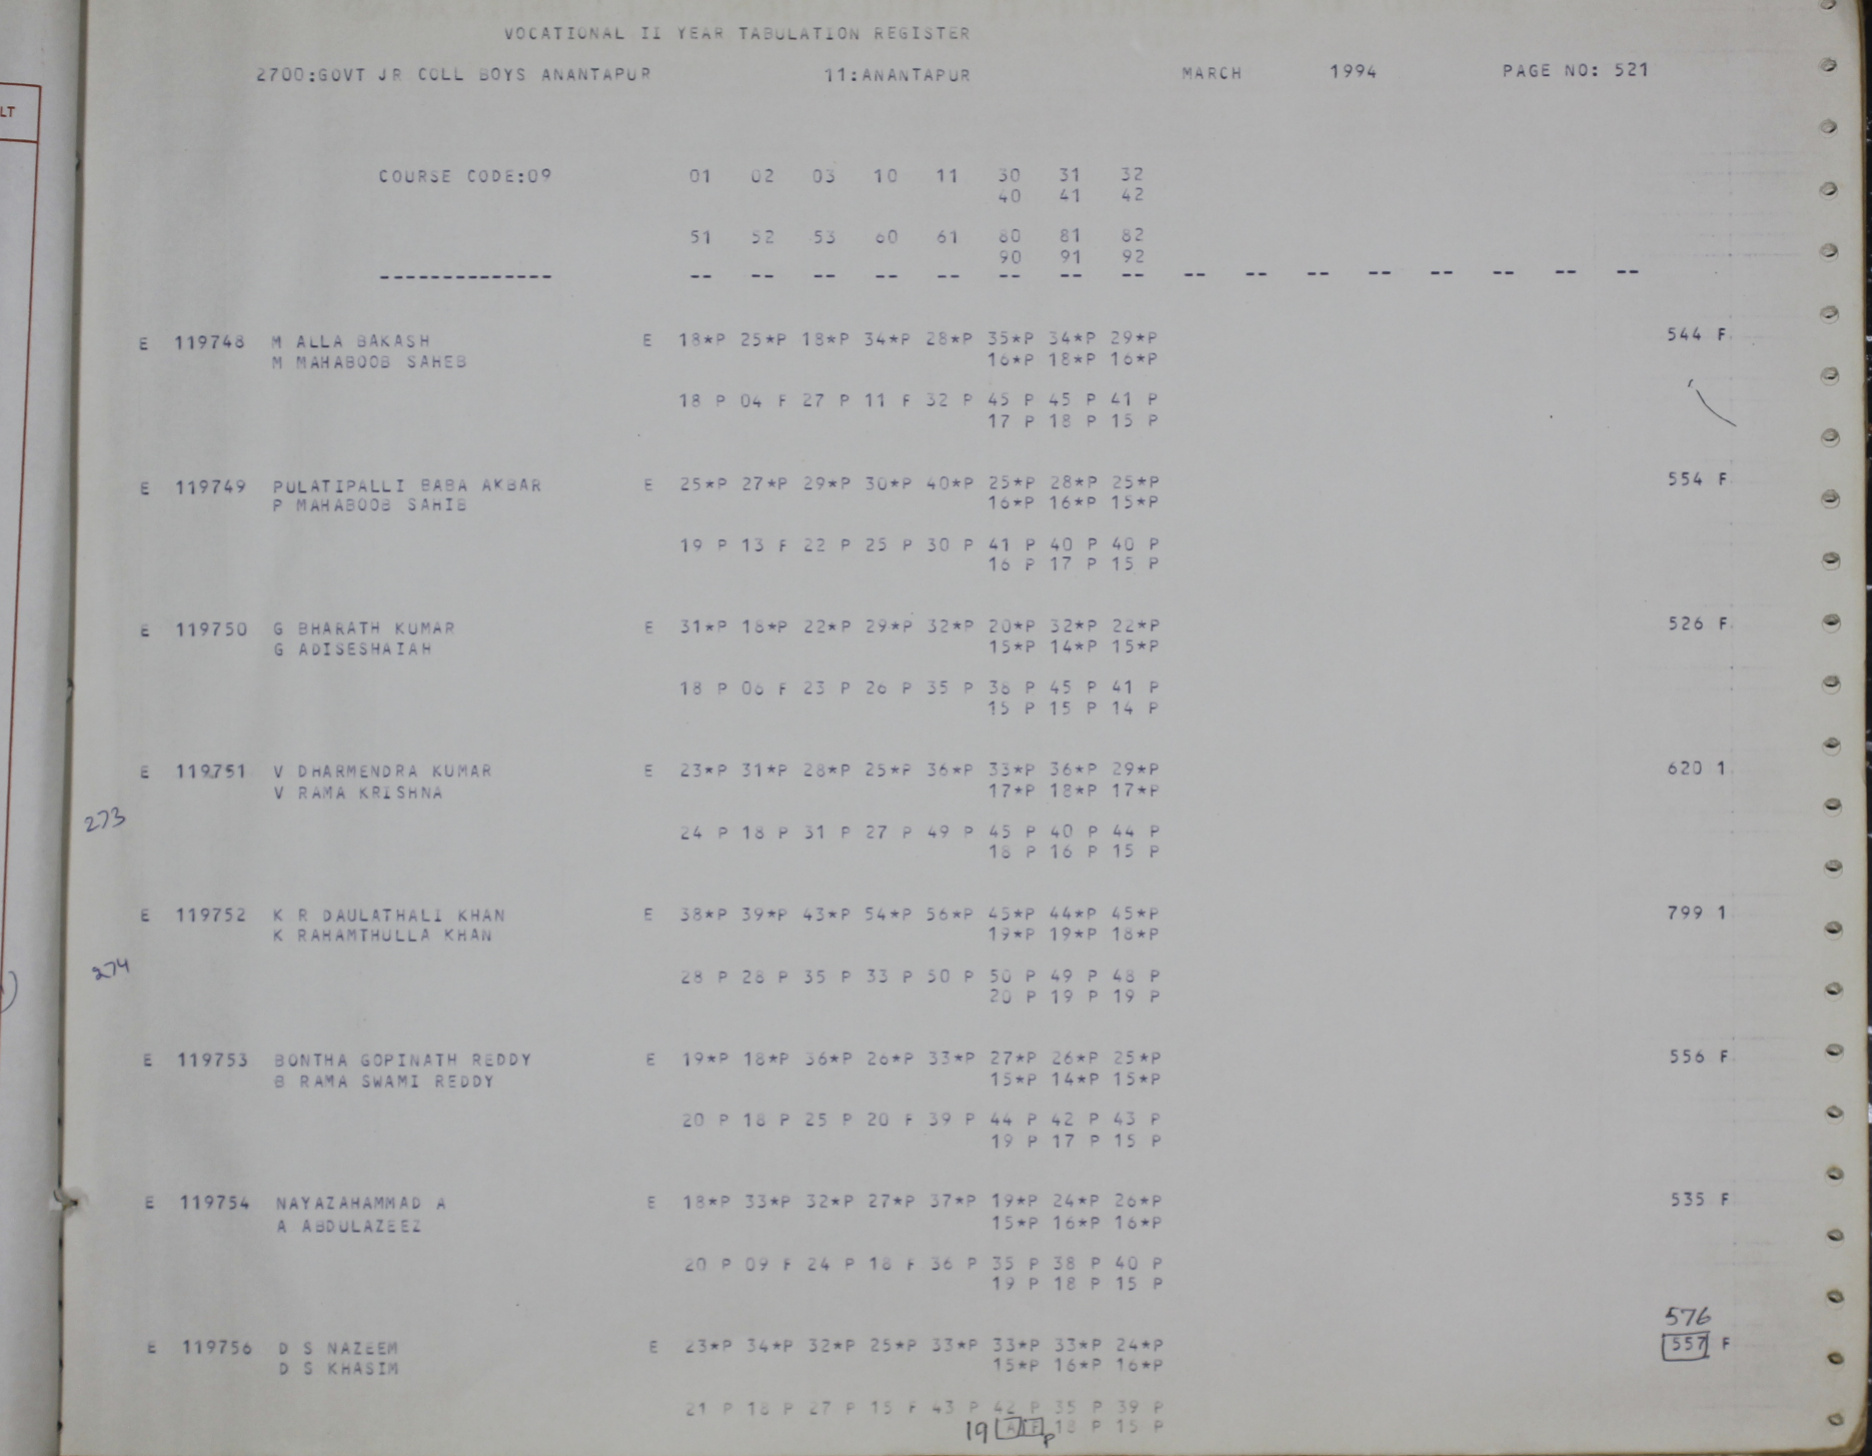 VOCATIONAL II YEAR TABULATION REGISTER
2700:GOVT JR COLL BOYS ANANTAPUR 11:ANANTAPUR MARCH 1994 PAGE NO: 521
LT
COURSE CODE:09 01 02 03 10 11 30 31 32
40 41 42
51 52 53 60 61 80 81 82
90 91 92
-------------- -- -- -- -- -- -- -- -- -- -- -- -- -- -- -- --
E 119748 M ALLA BAKASH E 18*P 25*P 18*P 34*P 28*P 35*P 34*P 29*P 544 F
M MAHABOOB SAHEB 16*P 18*P 16*P
18 P 04 F 27 P 11 F 32 P 45 P 45 P 41 P
17 P 18 P 15 P
E 119749 PULATIPALLI BABA AKBAR E 25*P 27*P 29*P 30*P 40*P 25*P 28*P 25*P 554 F
P MAHABOOB SAHIB 16*P 16*P 15*P
19 P 13 F 22 P 25 P 30 P 41 P 40 P 40 P
16 P 17 P 15 P
E 119750 G BHARATH KUMAR E 31*P 18*P 22*P 29*P 32*P 20*P 32*P 22*P 526 F
G ADISESHAIAH 15*P 14*P 15*P
18 P 06 F 23 P 26 P 35 P 36 P 45 P 41 P
15 P 15 P 14 P
E 119751 V DHARMENDRA KUMAR E 23*P 31*P 28*P 25*P 36*P 33*P 36*P 29*P 620 1
V RAMA KRISHNA 17*P 18*P 17*P
273
24 P 18 P 31 P 27 P 49 P 45 P 40 P 44 P
18 P 16 P 15 P
E 119752 K R DAULATHALI KHAN E 38*P 39*P 43*P 54*P 56*P 45*P 44*P 45*P 799 1
K RAHAMTHULLA KHAN 19*P 19*P 18*P
274
28 P 28 P 35 P 33 P 50 P 50 P 49 P 48 P
20 P 19 P 19 P
E 119753 BONTHA GOPINATH REDDY E 19*P 18*P 36*P 26*P 33*P 27*P 26*P 25*P 556 F
B RAMA SWAMI REDDY 15*P 14*P 15*P
20 P 18 P 25 P 20 F 39 P 44 P 42 P 43 P
19 P 17 P 15 P
E 119754 NAYAZAHAMMAD A E 18*P 33*P 32*P 27*P 37*P 19*P 24*P 26*P 535 F
A ABDULAZEEZ 15*P 16*P 16*P
20 P 09 F 24 P 18 F 36 P 35 P 38 P 40 P
19 P 18 P 15 P
576
E 119756 D S NAZEEM E 23*P 34*P 32*P 25*P 33*P 33*P 33*P 24*P 557 F
D S KHASIM 15*P 16*P 16*P
21 P 18 P 27 P 15 F 43 P 42 P 35 P 39 P
19 P 18 P 15 P